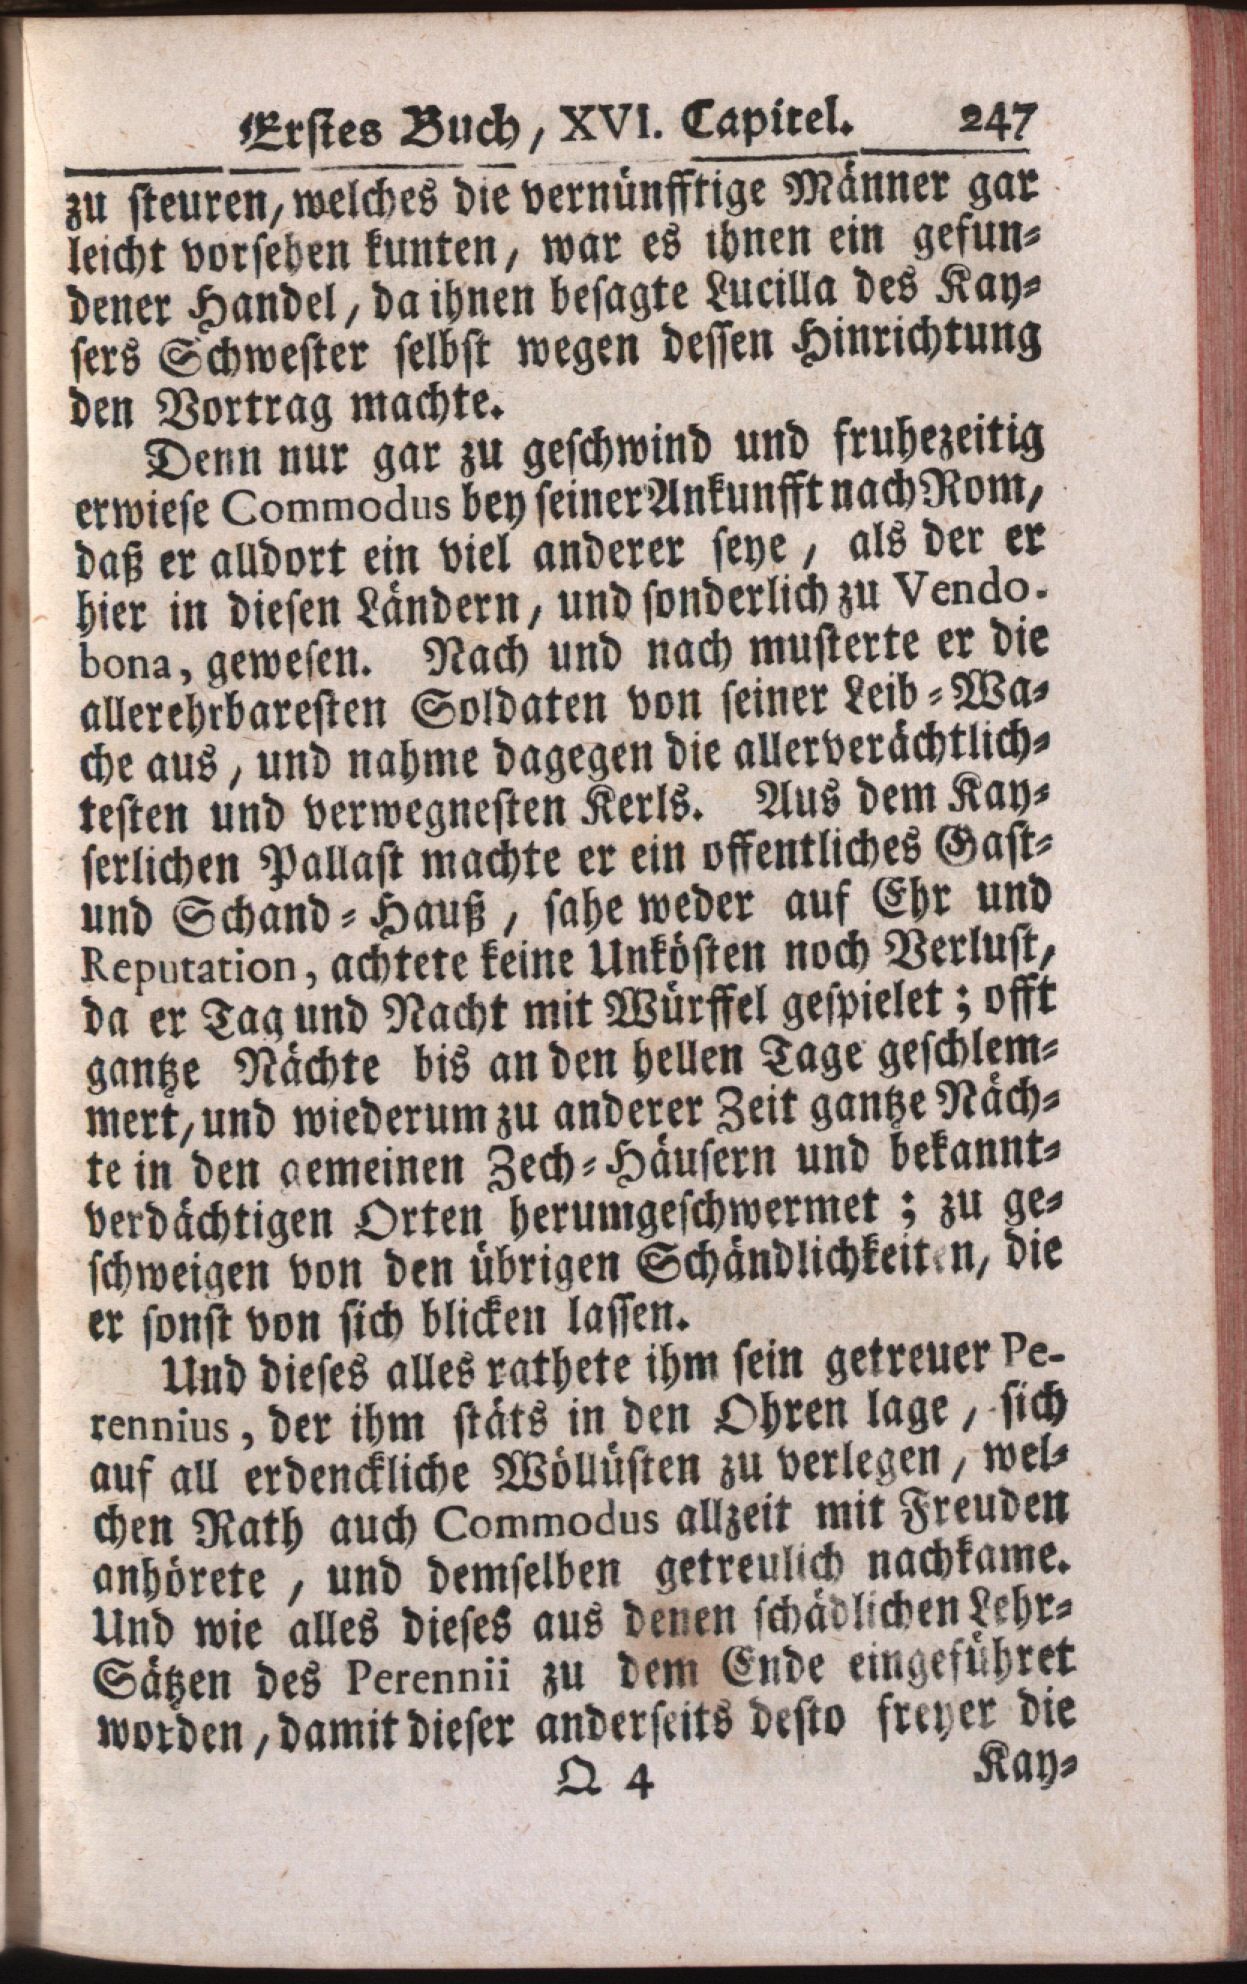 Erstes Buch, XVI. Capitel. 247
zu steuren, welches die vernünfftige Männer gar
leicht vorsehen kunten, war es ihnen ein gefun-
dener Handel, da ihnen besagte Lucilla des Kay-
sers Schwester selbst wegen dessen Hinrichtung
den Vortrag machte.
Denn nur gar zu geschwind und fruhezeitig
erwiese Commodus bey seiner Ankunfft nach Rom,
daß er alldort ein viel anderer seye, als der er
hier in diesen Ländern, und sonderlich zu Vendo-
bona, gewesen. Nach und nach musterte er die
allerehrbaresten Soldaten von seiner Leib-Wa-
che aus, und nahme dagegen die allerverächtlich-
testen und verwegnesten Kerls. Aus dem Kay-
serlichen Pallast machte er ein offentliches Gast-
und Schand-Hauß, sahe weder auf Ehr und
Reputation, achtete keine Unkösten noch Verlust,
da er Tag und Nacht mit Würffel gespielet; offt
gantze Nächte bis an den hellen Tage geschlem-
mert, und wiederum zu anderer Zeit gantze Näch-
te in den gemeinen Zech-Häusern und bekannt-
verdächtigen Orten herumgeschwermet; zu ge-
schweigen von den übrigen Schändlichkeiten, die
er sonst von sich blicken lassen.
Und dieses alles rathete ihm sein getreuer Pe-
rennius, der ihm stäts in den Ohren lage, sich
auf all erdenckliche Wöllüsten zu verlegen, wel-
chen Rath auch Commodus allzeit mit Freuden
anhörete, und demselben getreulich nachkame.
Und wie alles dieses aus denen schädlichen Lehr-
Sätzen des Perennii zu dem Ende eingeführet
worden, damit dieser anderseits desto freyer die
Q 4 Kay-